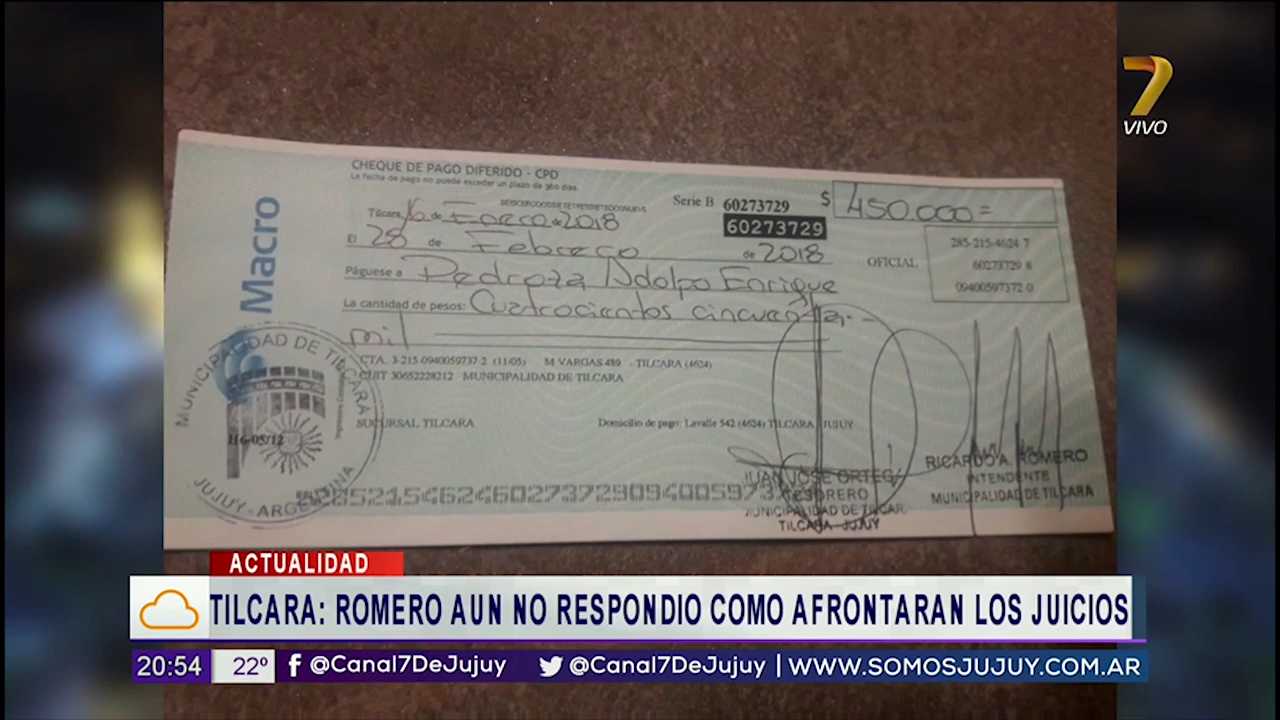 7
VIVO
CHEQUE DE PAGO DIFERIDO - CPD
La fecha de pago no puede exceder un plazo de 360 días.
Serie B 60273729 $ 450.000=
60273729
Tilcara, 16 de Enero de 2018
El 28 de Febrero de 2018
OFICIAL
285-215-4624 7
60273729 8
09400597372 0
Páguese a Pedroza Adolfo Enrique
La cantidad de pesos: Cuatrocientos cincuenta
mil
Macro
CTA. 3-215-0940059737-2 (11/05) M VARGAS 489 - TILCARA (4624)
CUIT 30652228212 MUNICIPALIDAD DE TILCARA
SUCURSAL TILCARA
Domicilio de pago: Lavalle 542 (4624) TILCARA JUJUY
MUNICIPALIDAD DE TILCARA
JUJUY - ARGENTINA
JUAN JOSE ORTEGA
TESORERO
MUNICIPALIDAD DE TILCAR
TILCARA - JUJUY
RICARDO A. ROMERO
INTENDENTE
MUNICIPALIDAD DE TILCARA
ACTUALIDAD
TILCARA: ROMERO AUN NO RESPONDIO COMO AFRONTARAN LOS JUICIOS
20:54 22º @Canal7DeJujuy @Canal7DeJujuy | WWW.SOMOSJUJUY.COM.AR